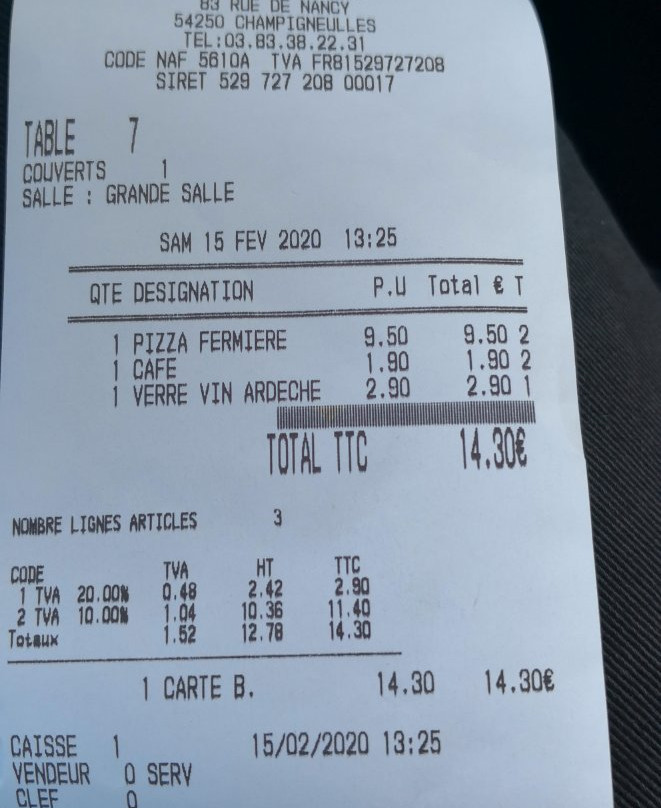 83 RUE DE NANCY
54250 CHAMPIGNEULLES
TEL:03.83.38.22.31
CODE NAF 5610A TVA FR81529727208
SIRET 529 727 208 00017
TABLE 7
COUVERTS 1
SALLE : GRANDE SALLE
SAM 15 FEV 2020 13:25
QTE DESIGNATION P.U Total € T
1 PIZZA FERMIERE 9.50 9.50 2
1 CAFE 1.90 1.90 2
1 VERRE VIN ARDECHE 2.90 2.90 1
TOTAL TTC 14.30€
NOMBRE LIGNES ARTICLES 3
CODE TVA HT TTC
1 TVA 20.00% 0.48 2.42 2.90
2 TVA 10.00% 1.04 10.36 11.40
Totaux 1.52 12.78 14.30
1 CARTE B. 14.30 14.30€
CAISSE 1 15/02/2020 13:25
VENDEUR 0 SERV
CLEF 0